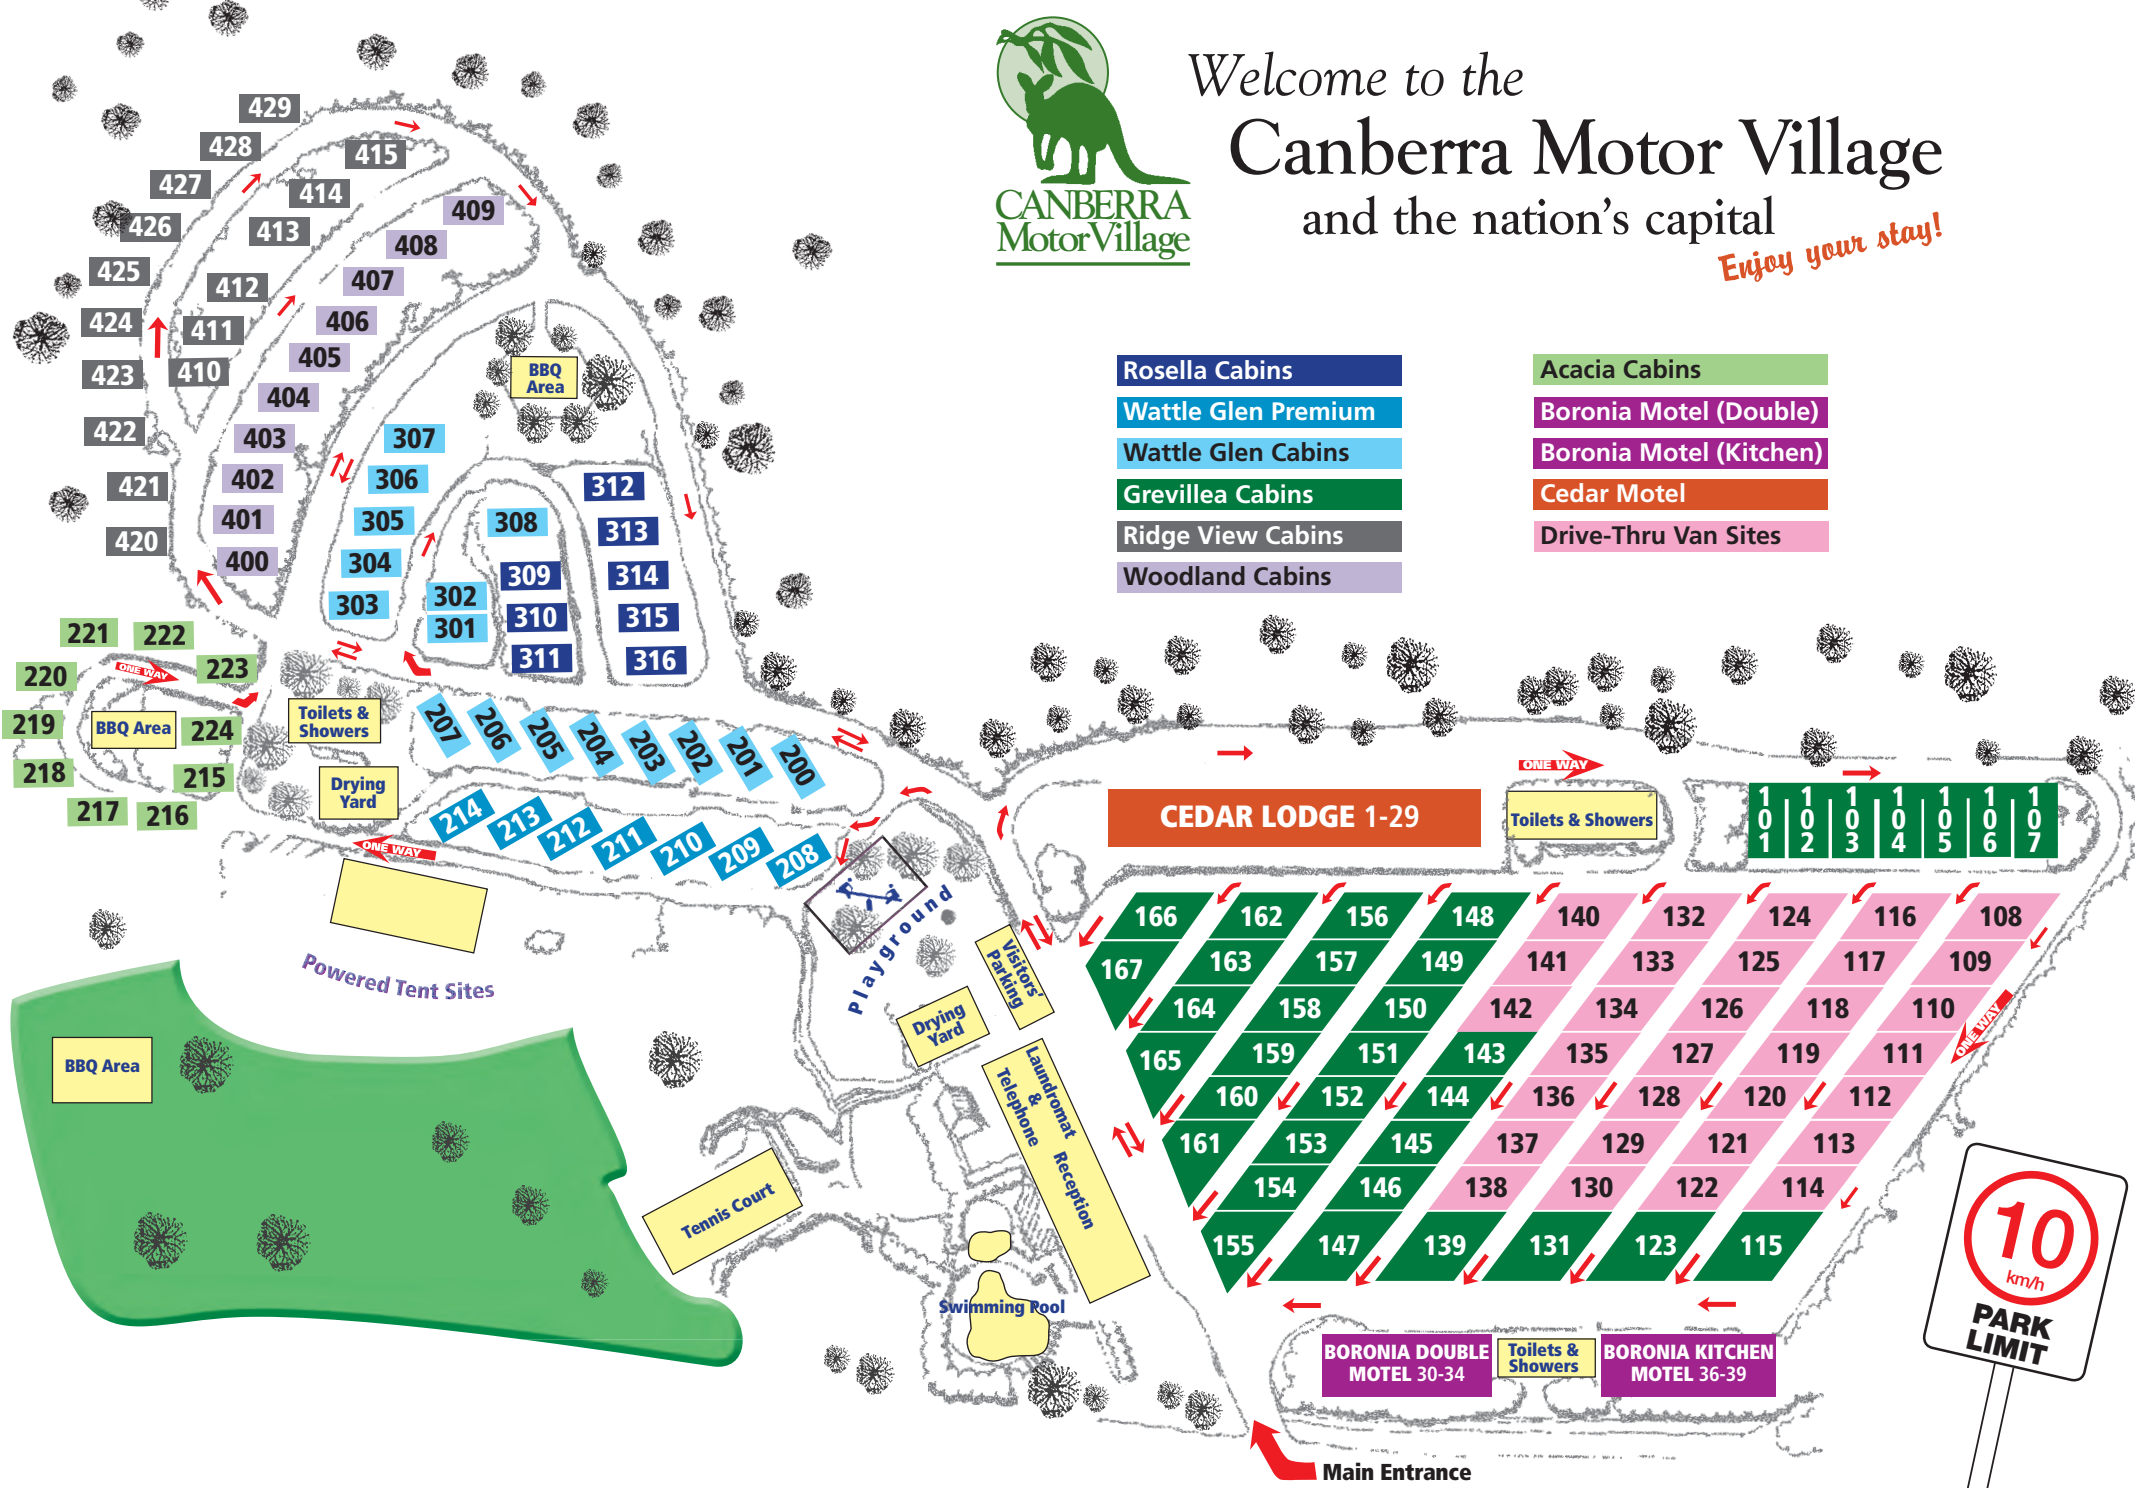 Welcome to the
Canberra Motor Village
and the nation's capital
Enjoy your stay!
CANBERRA
Motor Village
Rosella Cabins
Wattle Glen Premium
Wattle Glen Cabins
Grevillea Cabins
Ridge View Cabins
Woodland Cabins
Acacia Cabins
Boronia Motel (Double)
Boronia Motel (Kitchen)
Cedar Motel
Drive-Thru Van Sites
429
428
427
426
425
424
423
422
421
420
415
414
413
412
411
410
409
408
407
406
405
404
403
402
401
400
BBQ
Area
307
306
305
304
303
308
302
301
309
310
311
312
313
314
315
316
221
222
220
223
219
224
218
215
217
216
ONE WAY
BBQ Area
Toilets &
Showers
Drying
Yard
207
206
205
204
203
202
201
200
214
213
212
211
210
209
208
ONE WAY
Powered Tent Sites
BBQ Area
Playground
Visitors'
Parking
Drying
Yard
Laundromat
&
Telephone
Reception
Tennis Court
Swimming Pool
CEDAR LODGE 1-29
ONE WAY
Toilets & Showers
101
102
103
104
105
106
107
166
162
156
148
140
132
124
116
108
167
163
157
149
141
133
125
117
109
164
158
150
142
134
126
118
110
165
159
151
143
135
127
119
111
ONE WAY
160
152
144
136
128
120
112
161
153
145
137
129
121
113
154
146
138
130
122
114
155
147
139
131
123
115
BORONIA DOUBLE
MOTEL 30-34
Toilets &
Showers
BORONIA KITCHEN
MOTEL 36-39
Main Entrance
10
km/h
PARK
LIMIT